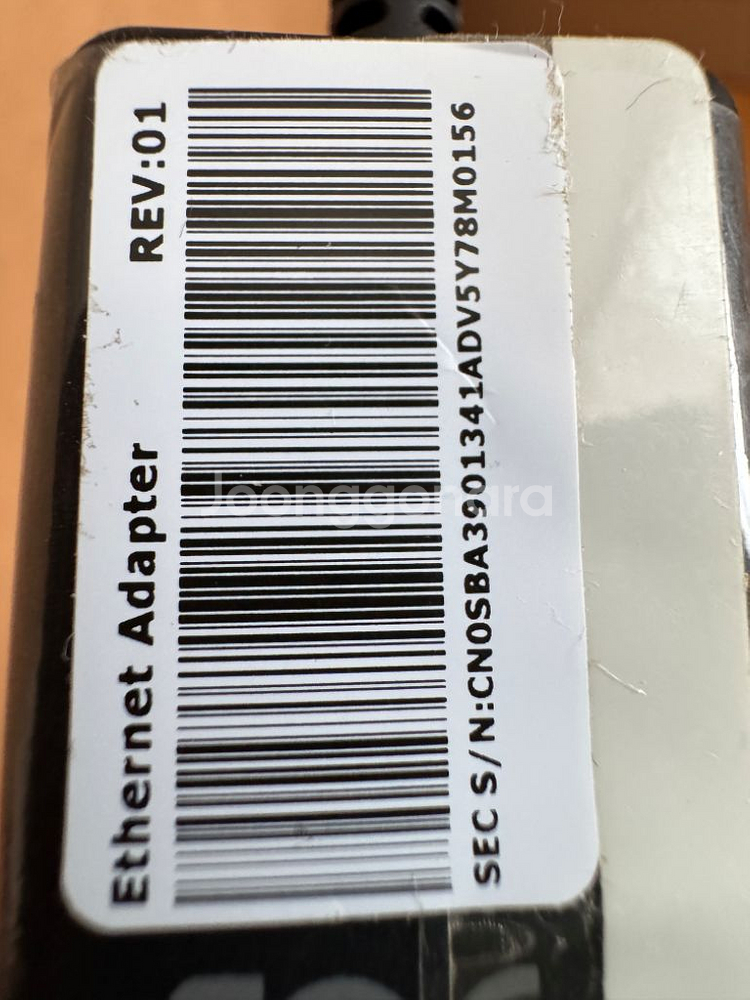 Ethernet Adapter REV:01
SEC S/N:CN0SBA3901341ADV5Y78M0156
Joonggonara